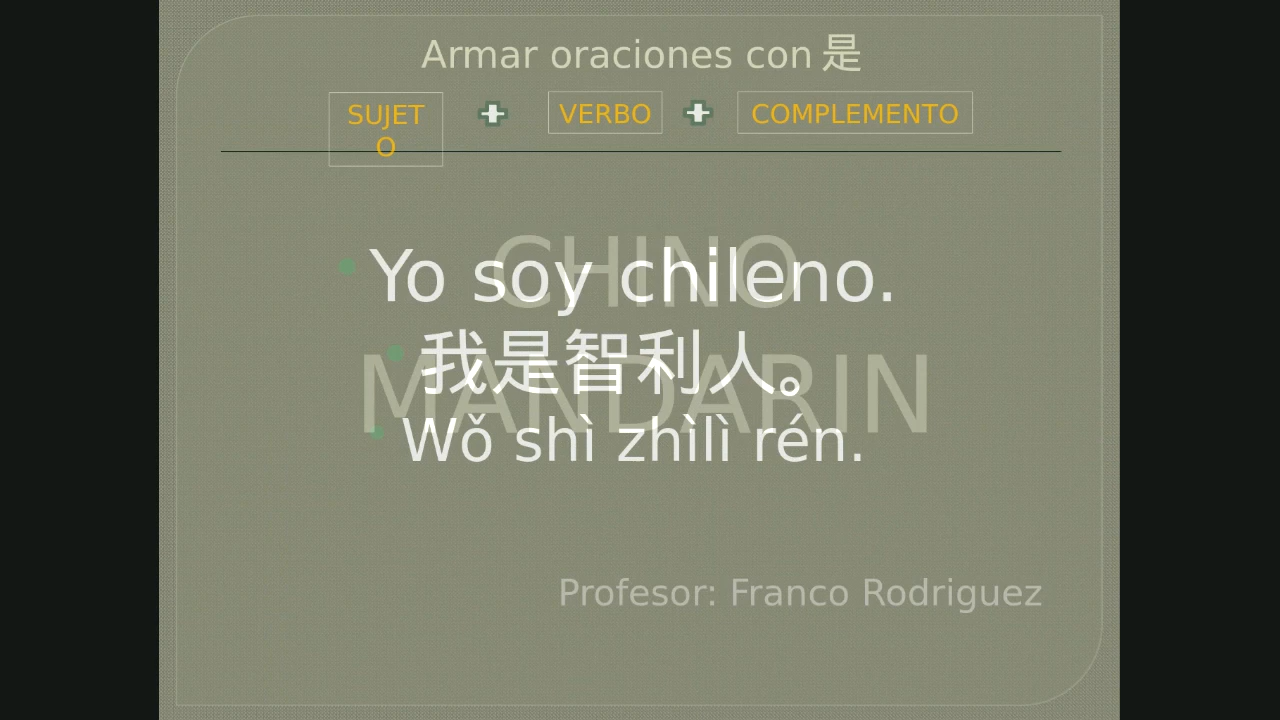 Armar oraciones con 是
SUJET
O
VERBO
COMPLEMENTO
CHINO
Yo soy chileno.
我是智利人。
MANDARIN
Wǒ shì zhìlì rén.
Profesor: Franco Rodriguez